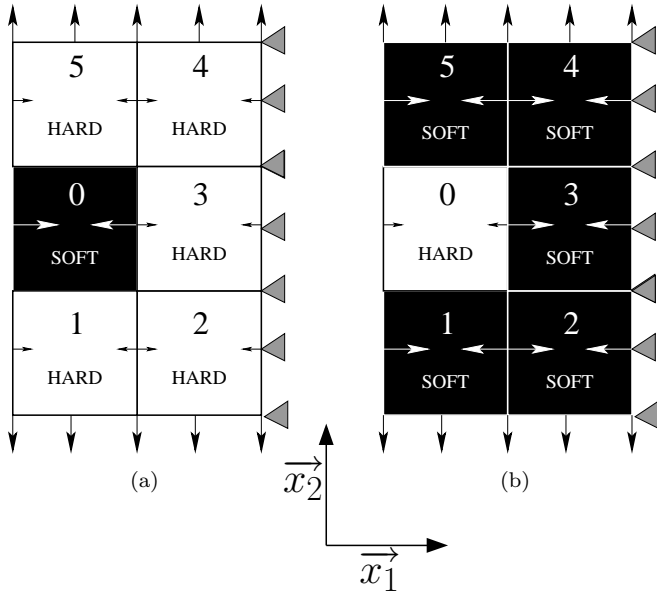 5 4 5 4
HARD HARD SOFT SOFT
0 3 0 3
SOFT HARD HARD SOFT
1 2 1 2
HARD HARD SOFT SOFT
(a) (b)
x2
x1